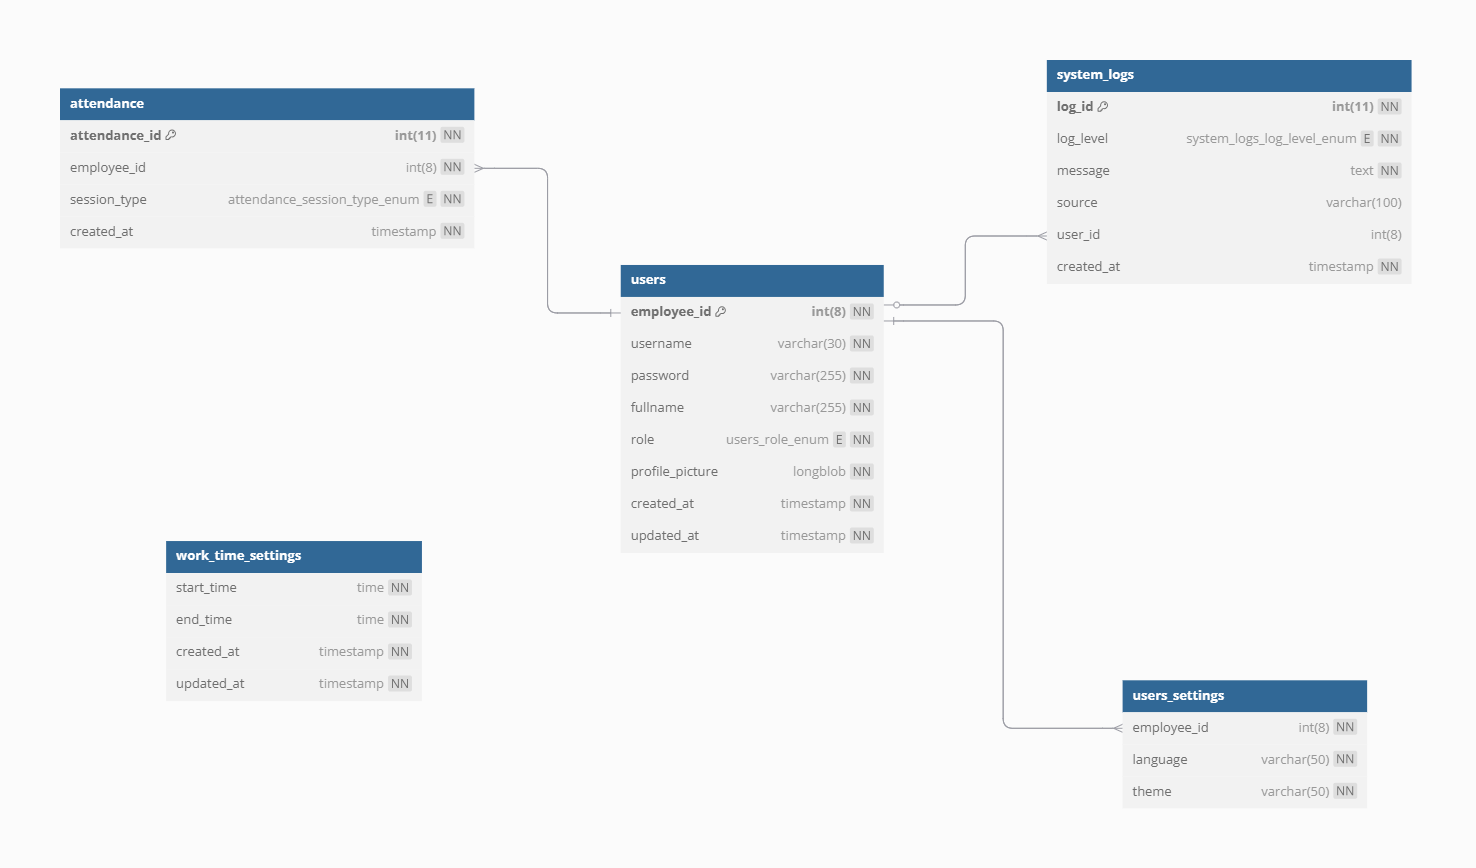 attendance
attendance_id int(11) NN
employee_id int(8) NN
session_type attendance_session_type_enum E NN
created_at timestamp NN
system_logs
log_id int(11) NN
log_level system_logs_log_level_enum E NN
message text NN
source varchar(100)
user_id int(8)
created_at timestamp NN
users
employee_id int(8) NN
username varchar(30) NN
password varchar(255) NN
fullname varchar(255) NN
role users_role_enum E NN
profile_picture longblob NN
created_at timestamp NN
updated_at timestamp NN
work_time_settings
start_time time NN
end_time time NN
created_at timestamp NN
updated_at timestamp NN
users_settings
employee_id int(8) NN
language varchar(50) NN
theme varchar(50) NN